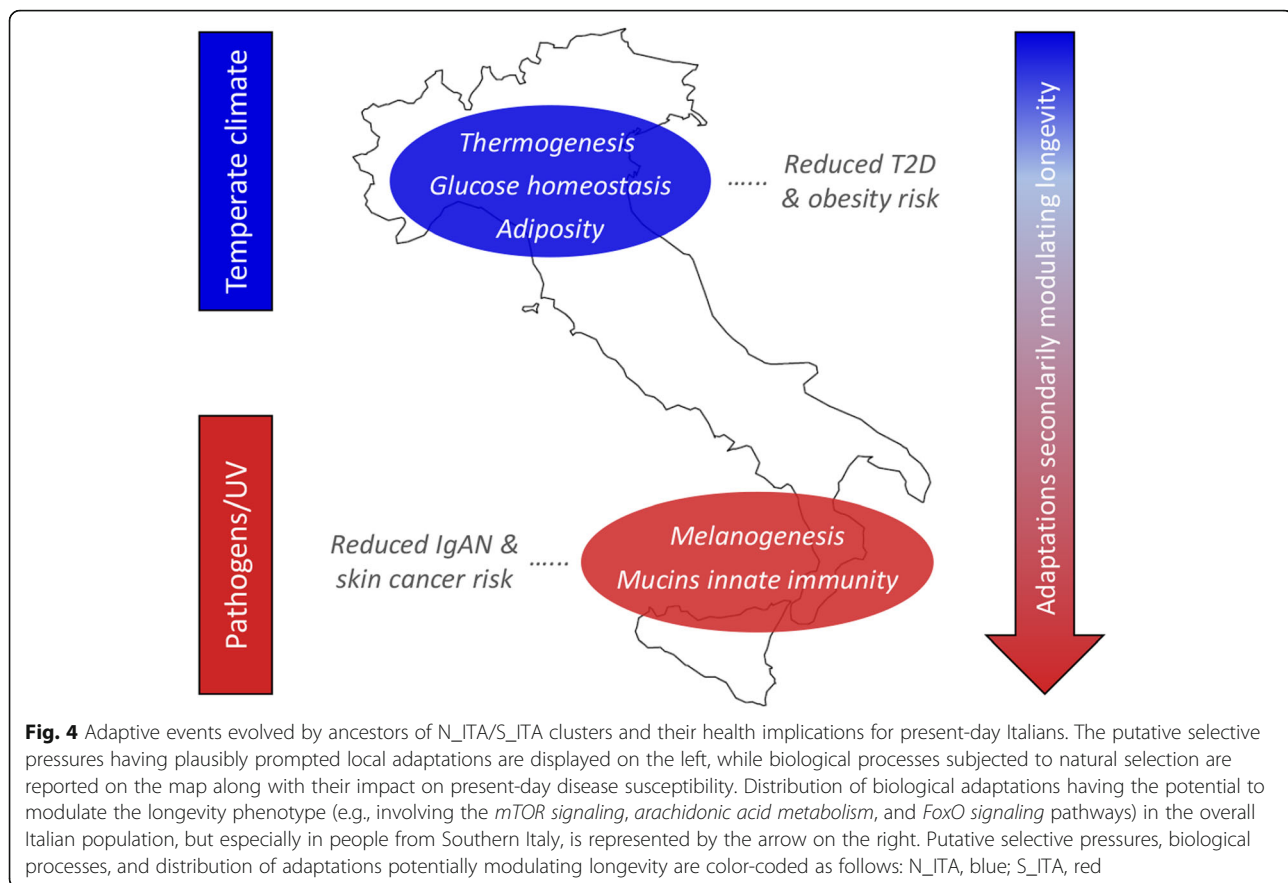 Temperate climate
Pathogens/UV
Thermogenesis
Glucose homeostasis
Adiposity
...... Reduced T2D
& obesity risk
Reduced IgAN &
skin cancer risk ......
Melanogenesis
Mucins innate immunity
Adaptations secondarily modulating longevity
Fig. 4 Adaptive events evolved by ancestors of N_ITA/S_ITA clusters and their health implications for present-day Italians. The putative selective
pressures having plausibly prompted local adaptations are displayed on the left, while biological processes subjected to natural selection are
reported on the map along with their impact on present-day disease susceptibility. Distribution of biological adaptations having the potential to
modulate the longevity phenotype (e.g., involving the mTOR signaling, arachidonic acid metabolism, and FoxO signaling pathways) in the overall
Italian population, but especially in people from Southern Italy, is represented by the arrow on the right. Putative selective pressures, biological
processes, and distribution of adaptations potentially modulating longevity are color-coded as follows: N_ITA, blue; S_ITA, red